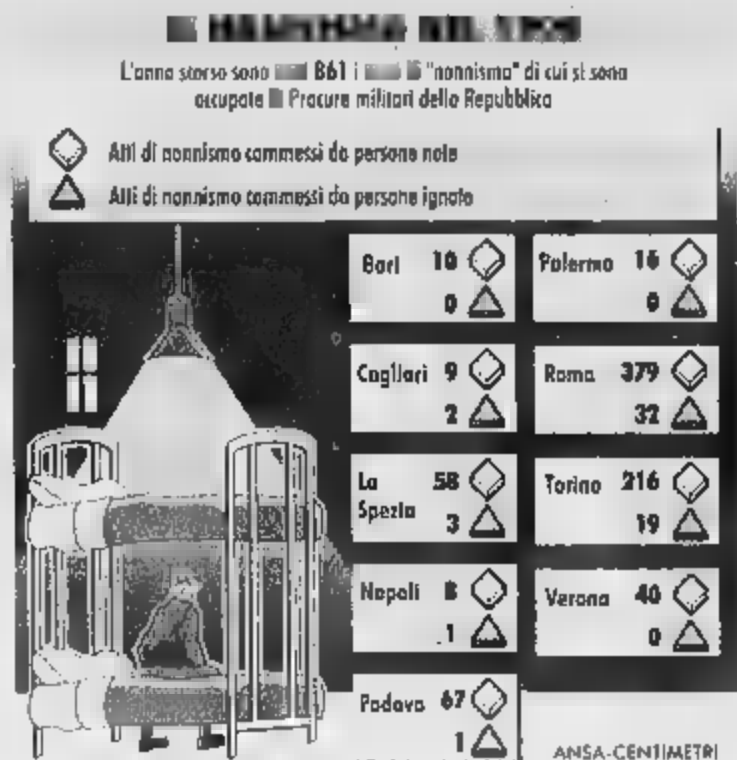 L'anno scorso sono 861 i "nonnismo" di cui si sono
occupate Procure militari della Repubblica
Atti di nonnismo commessi da persone note
Atti di nonnismo commessi da persone ignote
Bari 10
0
Cagliari 9
2
La Spezia 58
3
Napoli 8
1
Padova 67
1
Palermo 16
0
Roma 379
32
Torino 216
19
Verona 40
0
ANSA-CENTIMETRI